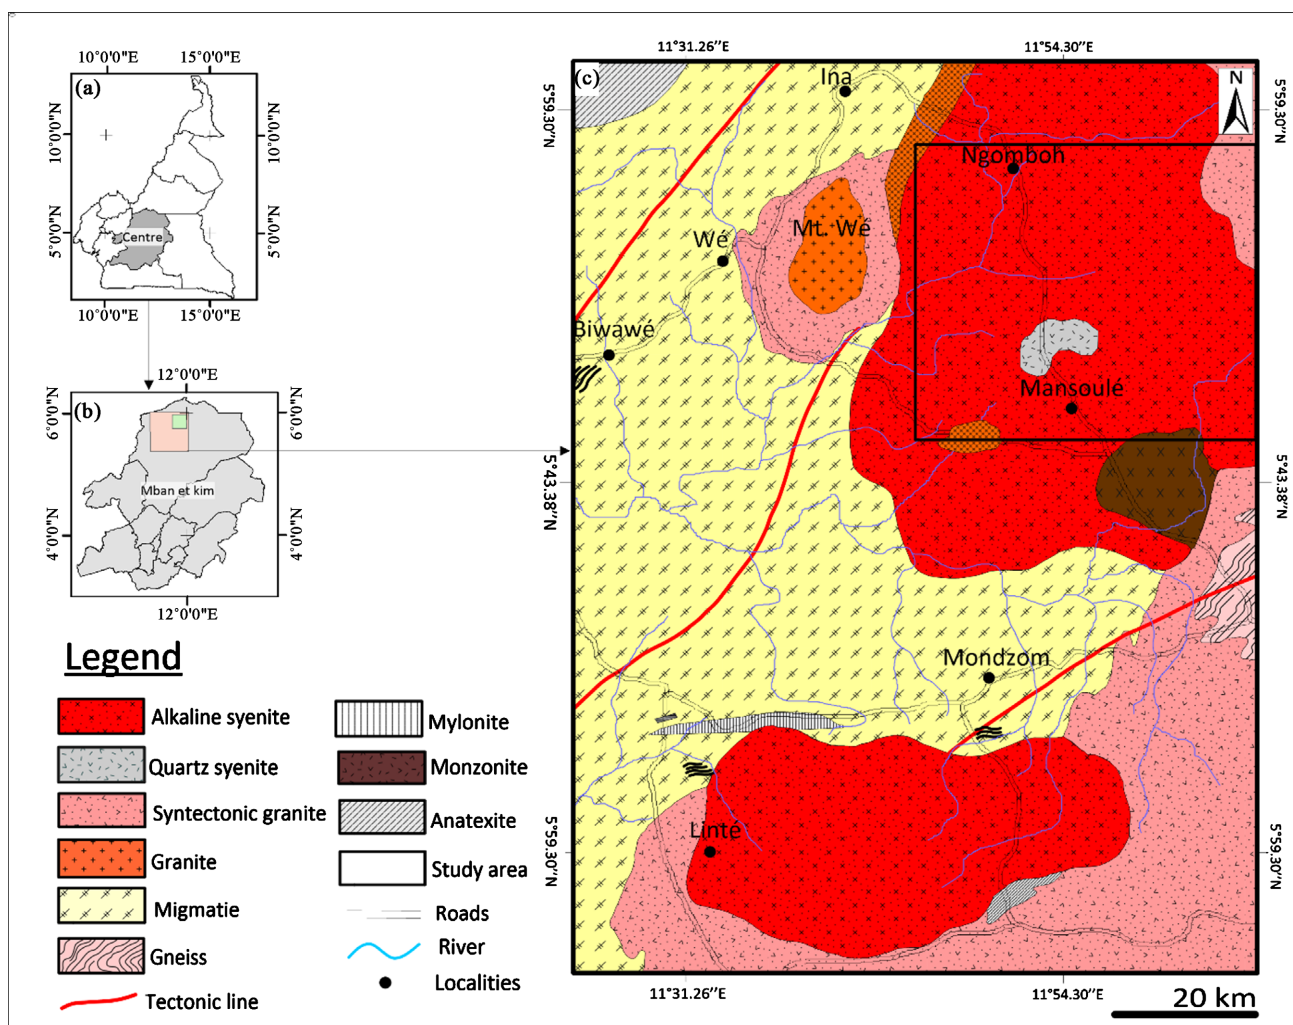 10°0'0"E 15°0'0"E
(a)
10°0'0"N
10°0'0"N
5°0'0"N
5°0'0"N
Centre
10°0'0"E 15°0'0"E
12°0'0"E
(b)
6°0'0"N
6°0'0"N
Mban et kim
4°0'0"N
4°0'0"N
12°0'0"E
11°31.26’’E 11°54.30’’E
(c)
N
5°59.30’’N
5°59.30’’N
Ina
Ngomboh
Mt. Wé
Wé
Biwawé
Mansoulé
5°43.38’’N
5°43.38’’N
Mondzom
Linté
5°59.30’’N
5°59.30’’N
11°31.26’’E 11°54.30’’E
20 km
Legend
Alkaline syenite
Quartz syenite
Syntectonic granite
Granite
Migmatie
Gneiss
Tectonic line
Mylonite
Monzonite
Anatexite
Study area
Roads
River
Localities